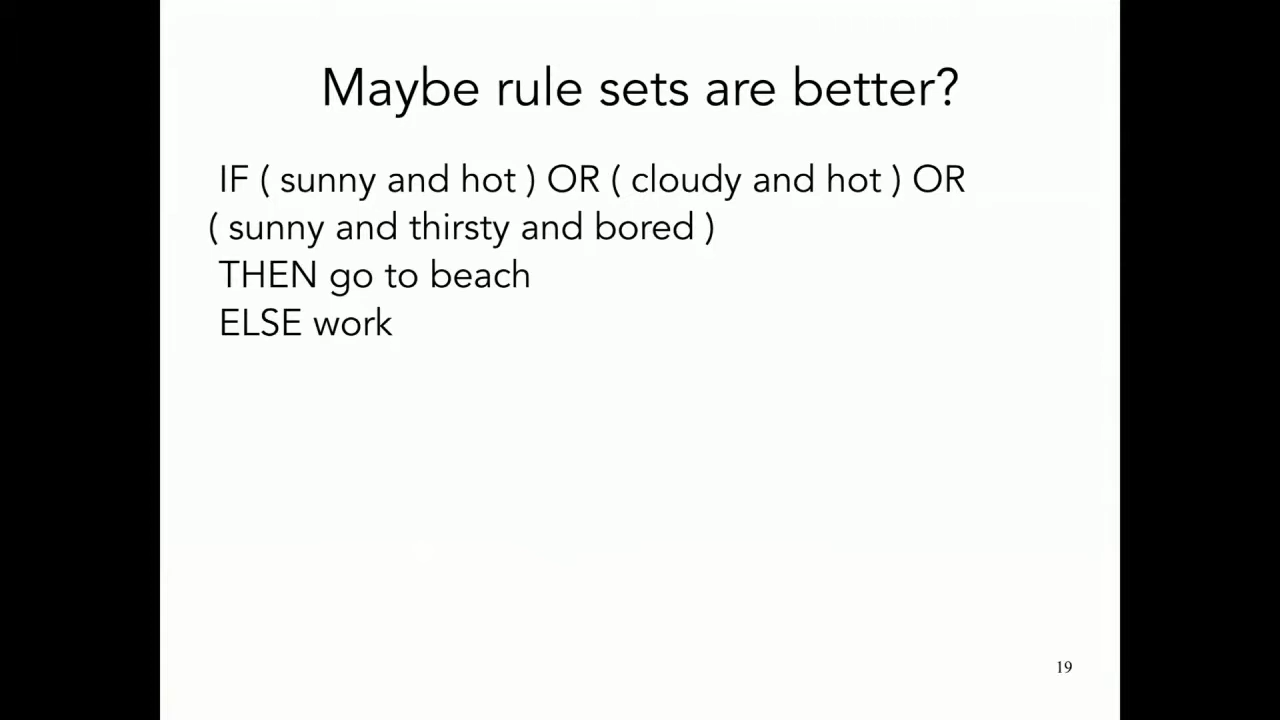 Maybe rule sets are better?
IF ( sunny and hot ) OR ( cloudy and hot ) OR
( sunny and thirsty and bored )
THEN go to beach
ELSE work
19